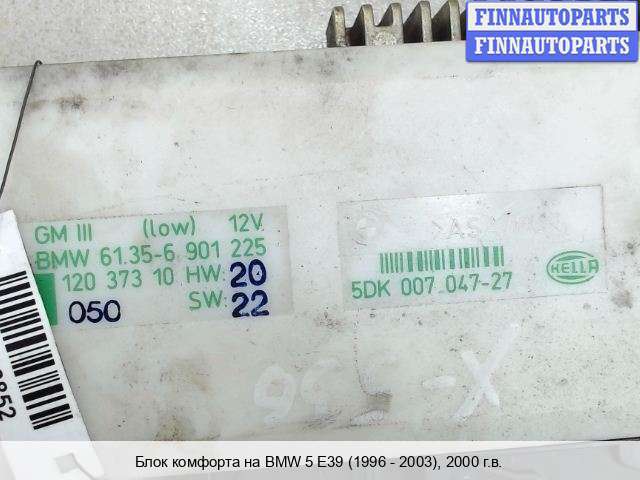 FINNAUTOPARTS
FINNAUTOPARTS
GM III (low) 12V
BMW 61.35-6 901 225
120 373 10 HW: 20
050 SW: 22
5DK 007 047-27
HELLA
X-
Блок комфорта на BMW 5 E39 (1996 - 2003), 2000 г.в.